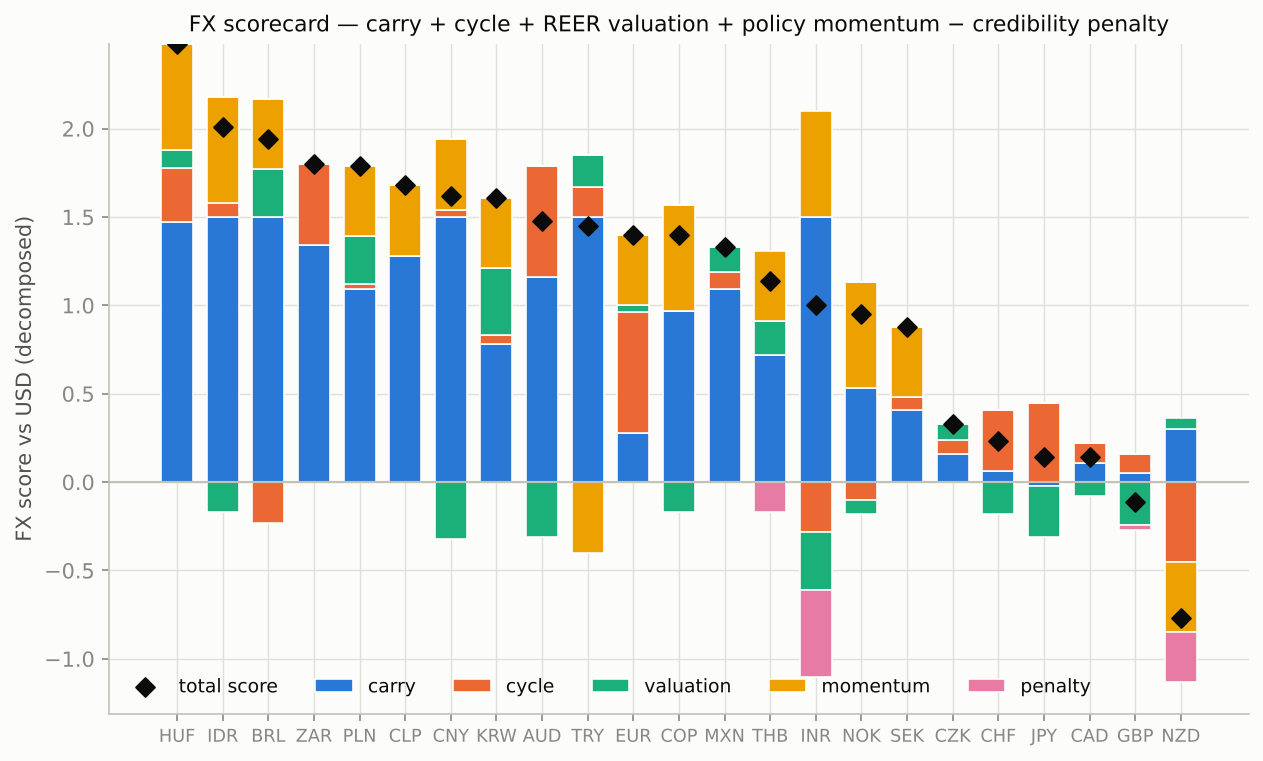 FX scorecard — carry + cycle + REER valuation + policy momentum − credibility penalty
FX score vs USD (decomposed)
2.0
1.5
1.0
0.5
0.0
−0.5
−1.0
total score carry cycle valuation momentum penalty
HUF IDR BRL ZAR PLN CLP CNY KRW AUD TRY EUR COP MXN THB INR NOK SEK CZK CHF JPY CAD GBP NZD